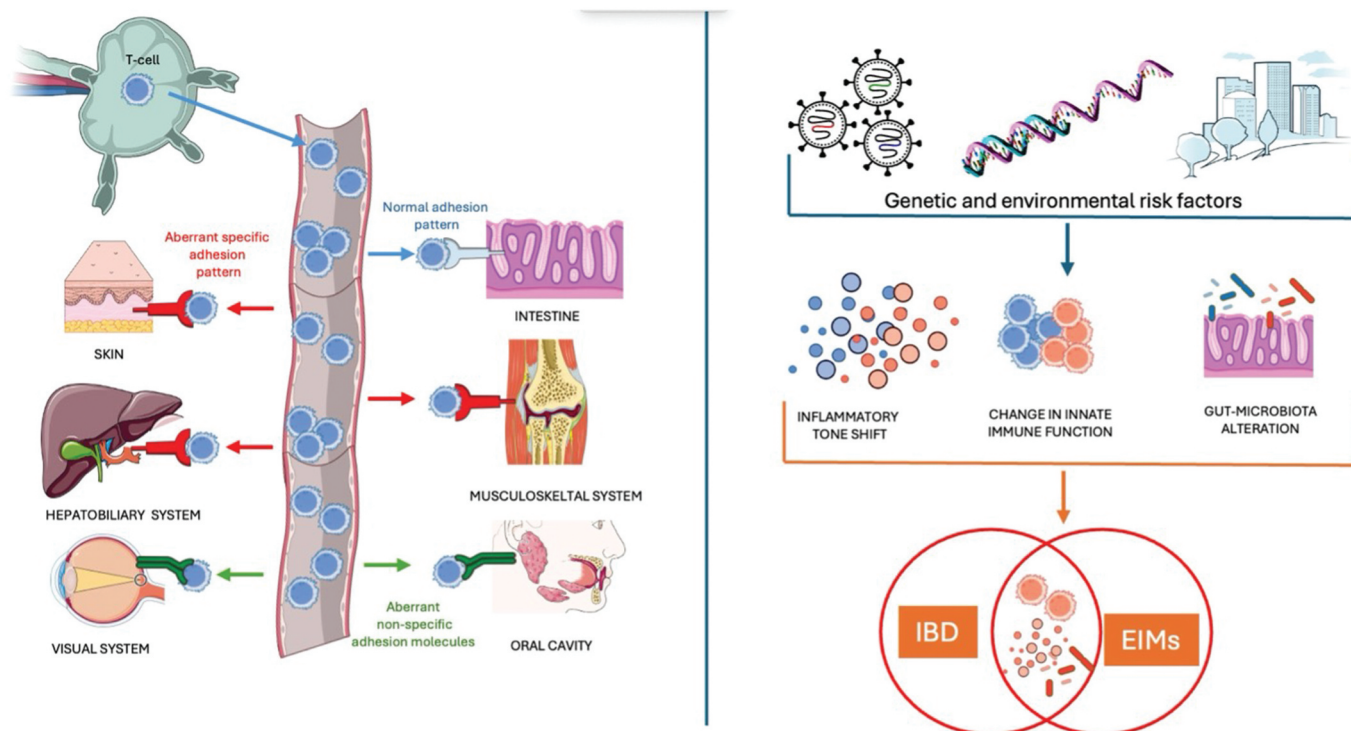 T-cell
Normal adhesion
pattern
Aberrant specific
adhesion
pattern
INTESTINE
SKIN
MUSCULOSKELTAL SYSTEM
HEPATOBILIARY SYSTEM
Aberrant
non-specific
adhesion molecules
VISUAL SYSTEM
ORAL CAVITY
Genetic and environmental risk factors
INFLAMMATORY
TONE SHIFT
CHANGE IN INNATE
IMMUNE FUNCTION
GUT-MICROBIOTA
ALTERATION
IBD
EIMs